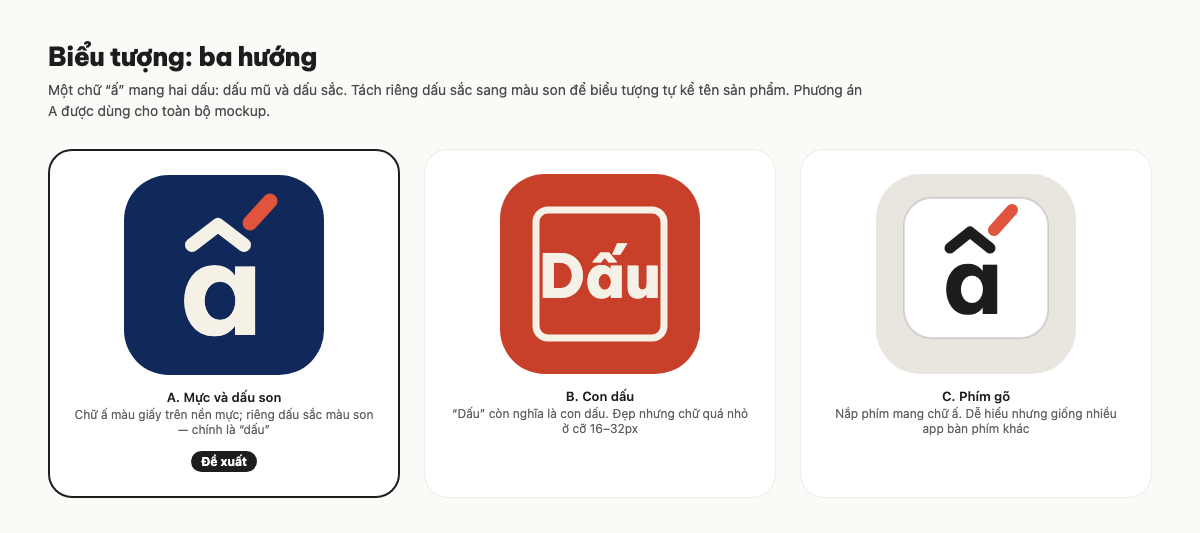 Biểu tượng: ba hướng
Một chữ “ấ” mang hai dấu: dấu mũ và dấu sắc. Tách riêng dấu sắc sang màu son để biểu tượng tự kể tên sản phẩm. Phương án
A được dùng cho toàn bộ mockup.
ấ
A. Mực và dấu son
Chữ ấ màu giấy trên nền mực; riêng dấu sắc màu son
— chính là “dấu”
Đề xuất
Dấu
B. Con dấu
“Dấu” còn nghĩa là con dấu. Đẹp nhưng chữ quá nhỏ
ở cỡ 16–32px
ấ
C. Phím gõ
Nắp phím mang chữ ấ. Dễ hiểu nhưng giống nhiều
app bàn phím khác